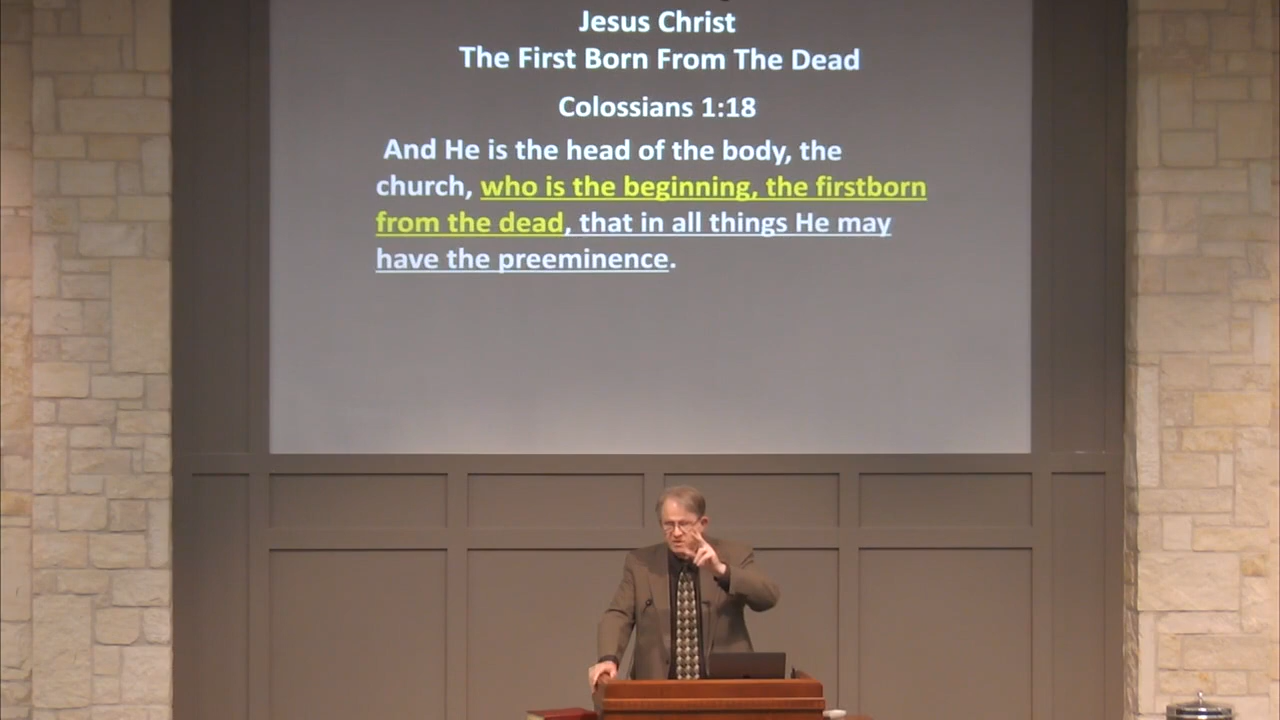 Jesus Christ
The First Born From The Dead
Colossians 1:18
And He is the head of the body, the
church, who is the beginning, the firstborn
from the dead, that in all things He may
have the preeminence.